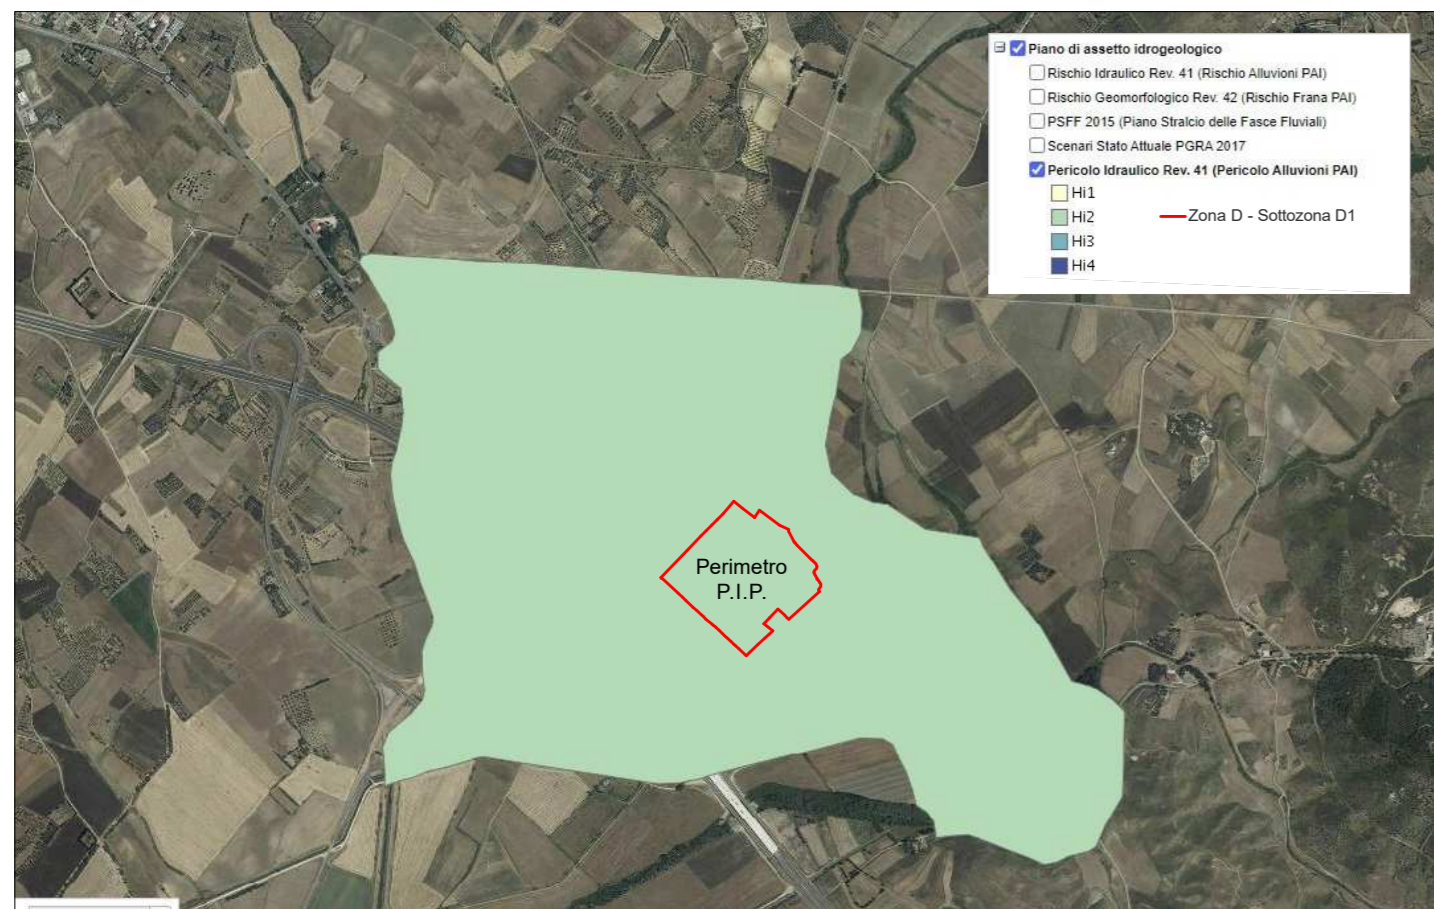 Piano di assetto idrogeologico
Rischio Idraulico Rev. 41 (Rischio Alluvioni PAI)
Rischio Geomorfologico Rev. 42 (Rischio Frana PAI)
PSFF 2015 (Piano Stralcio delle Fasce Fluviali)
Scenari Stato Attuale PGRA 2017
Pericolo Idraulico Rev. 41 (Pericolo Alluvioni PAI)
Hi1
Hi2
Zona D - Sottozona D1
Hi3
Hi4
Perimetro
P.I.P.